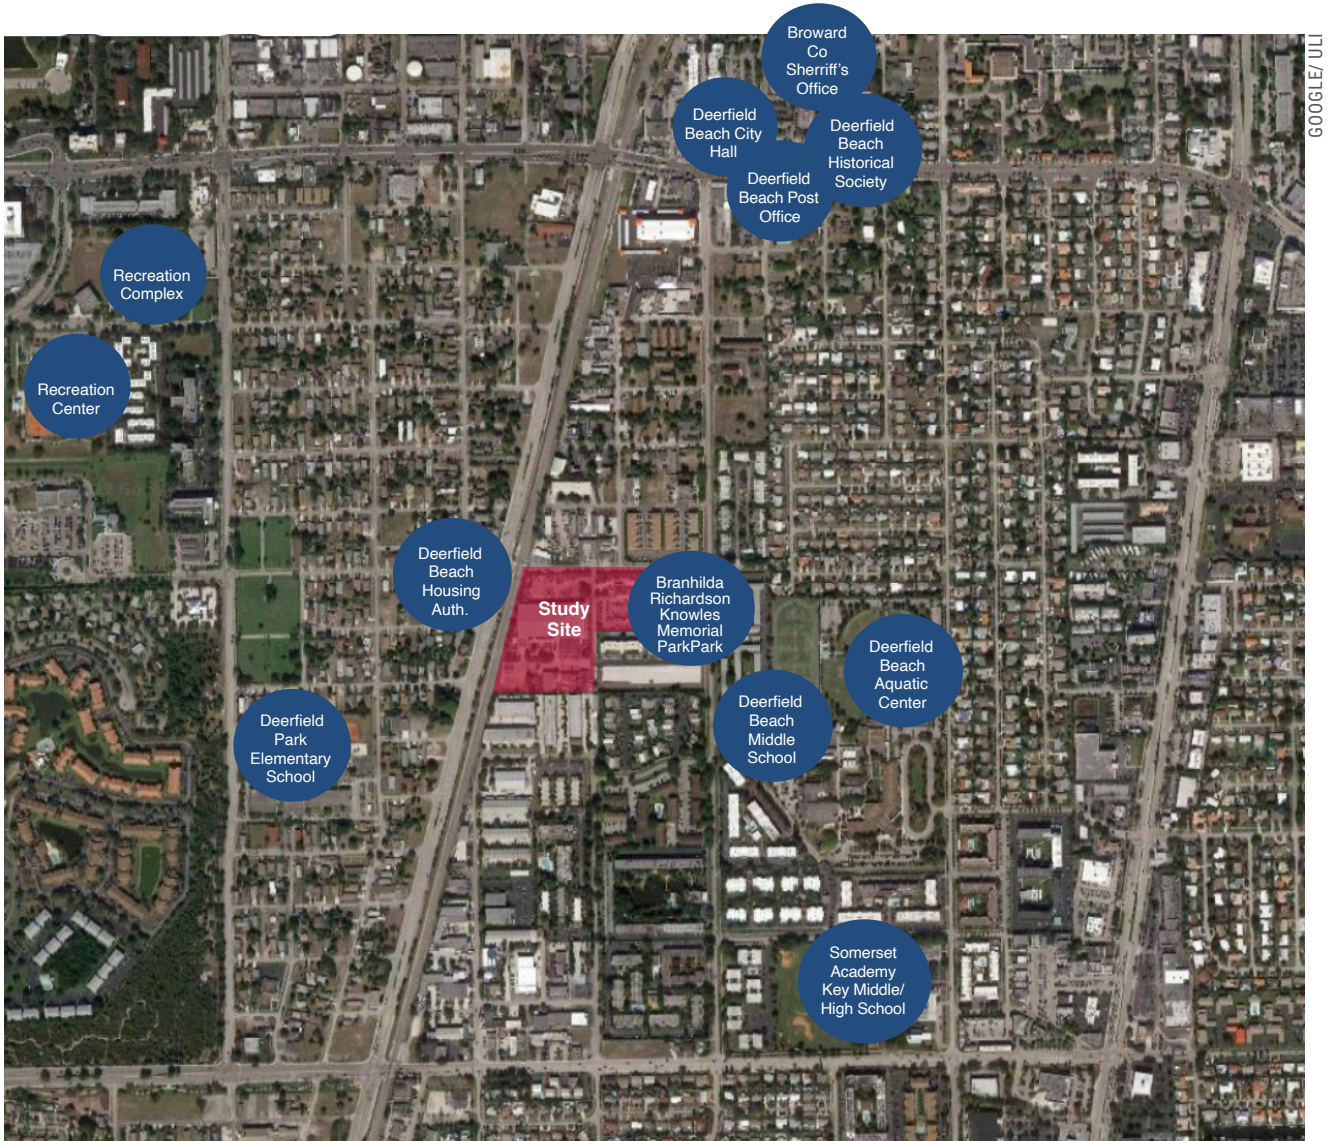 Broward
Co
Sherriff's
Office
GOOGLE/ ULI
Deerfield
Beach City
Hall
Deerfield
Beach
Historical
Society
Deerfield
Beach Post
Office
Recreation
Complex
Recreation
Center
Deerfield
Beach
Housing
Auth.
Study
Site
Branhilda
Richardson
Knowles
Memorial
ParkPark
Deerfield
Beach
Aquatic
Center
Deerfield
Park
Elementary
School
Deerfield
Beach
Middle
School
Somerset
Academy
Key Middle/
High School